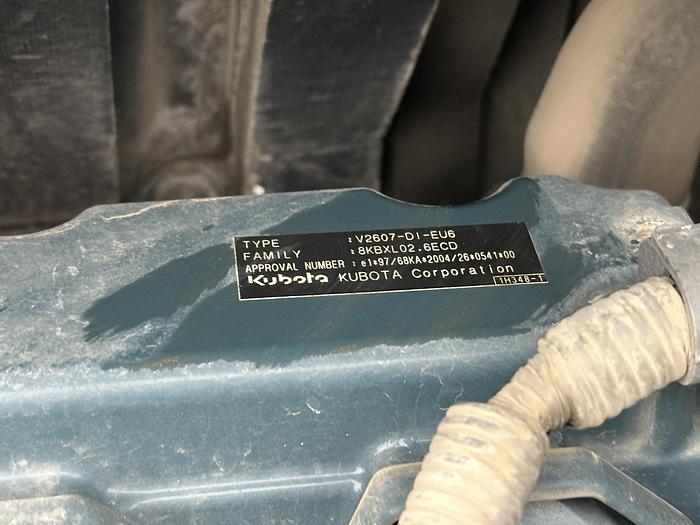 TYPE :V2607-DI-EU6
FAMILY :8KBXL02.6ECD
APPROVAL NUMBER :e1*97/68KA*2004/26*0541*00
Kubota KUBOTA Corporation
1H348-1